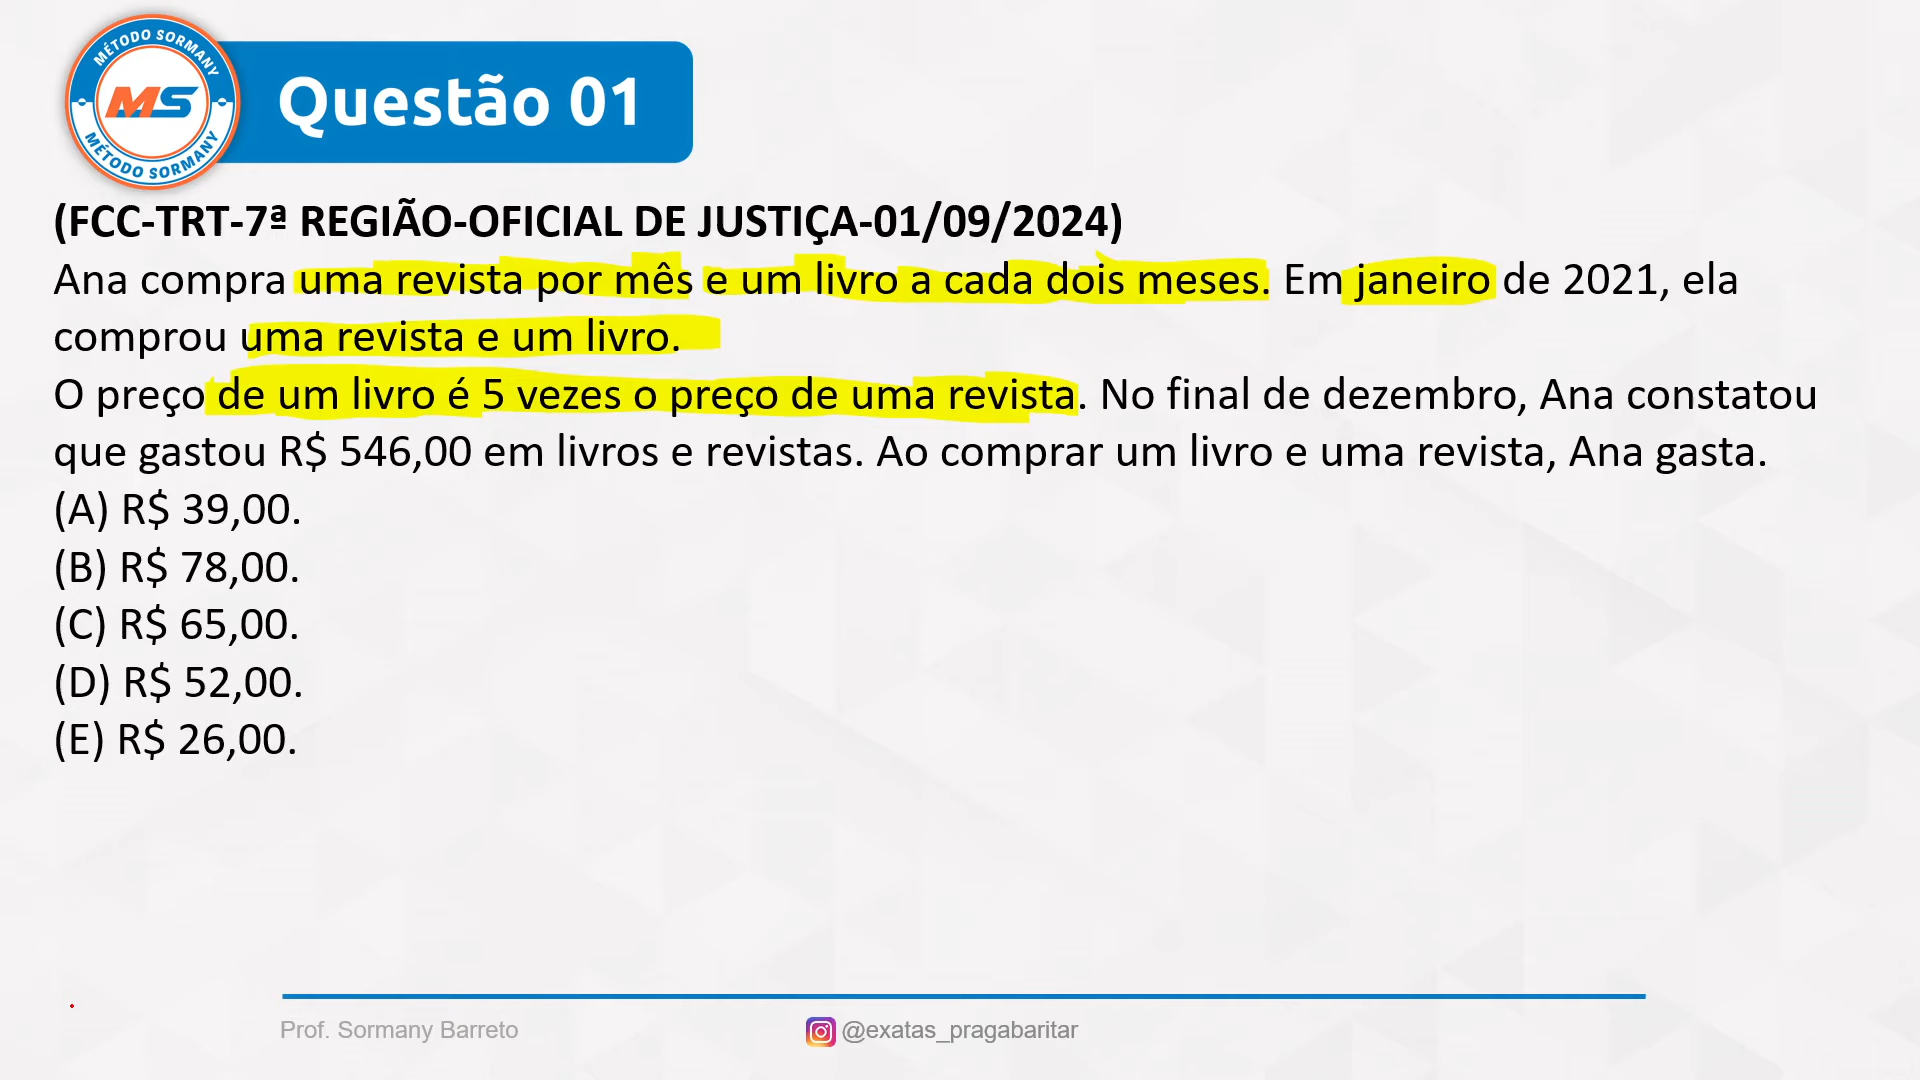 MÉTODO SORMANY
MS
MÉTODO SORMANY
Questão 01
(FCC-TRT-7ª REGIÃO-OFICIAL DE JUSTIÇA-01/09/2024)
Ana compra uma revista por mês e um livro a cada dois meses. Em janeiro de 2021, ela
comprou uma revista e um livro.
O preço de um livro é 5 vezes o preço de uma revista. No final de dezembro, Ana constatou
que gastou R$ 546,00 em livros e revistas. Ao comprar um livro e uma revista, Ana gasta.
(A) R$ 39,00.
(B) R$ 78,00.
(C) R$ 65,00.
(D) R$ 52,00.
(E) R$ 26,00.
Prof. Sormany Barreto
@exatas_pragabaritar